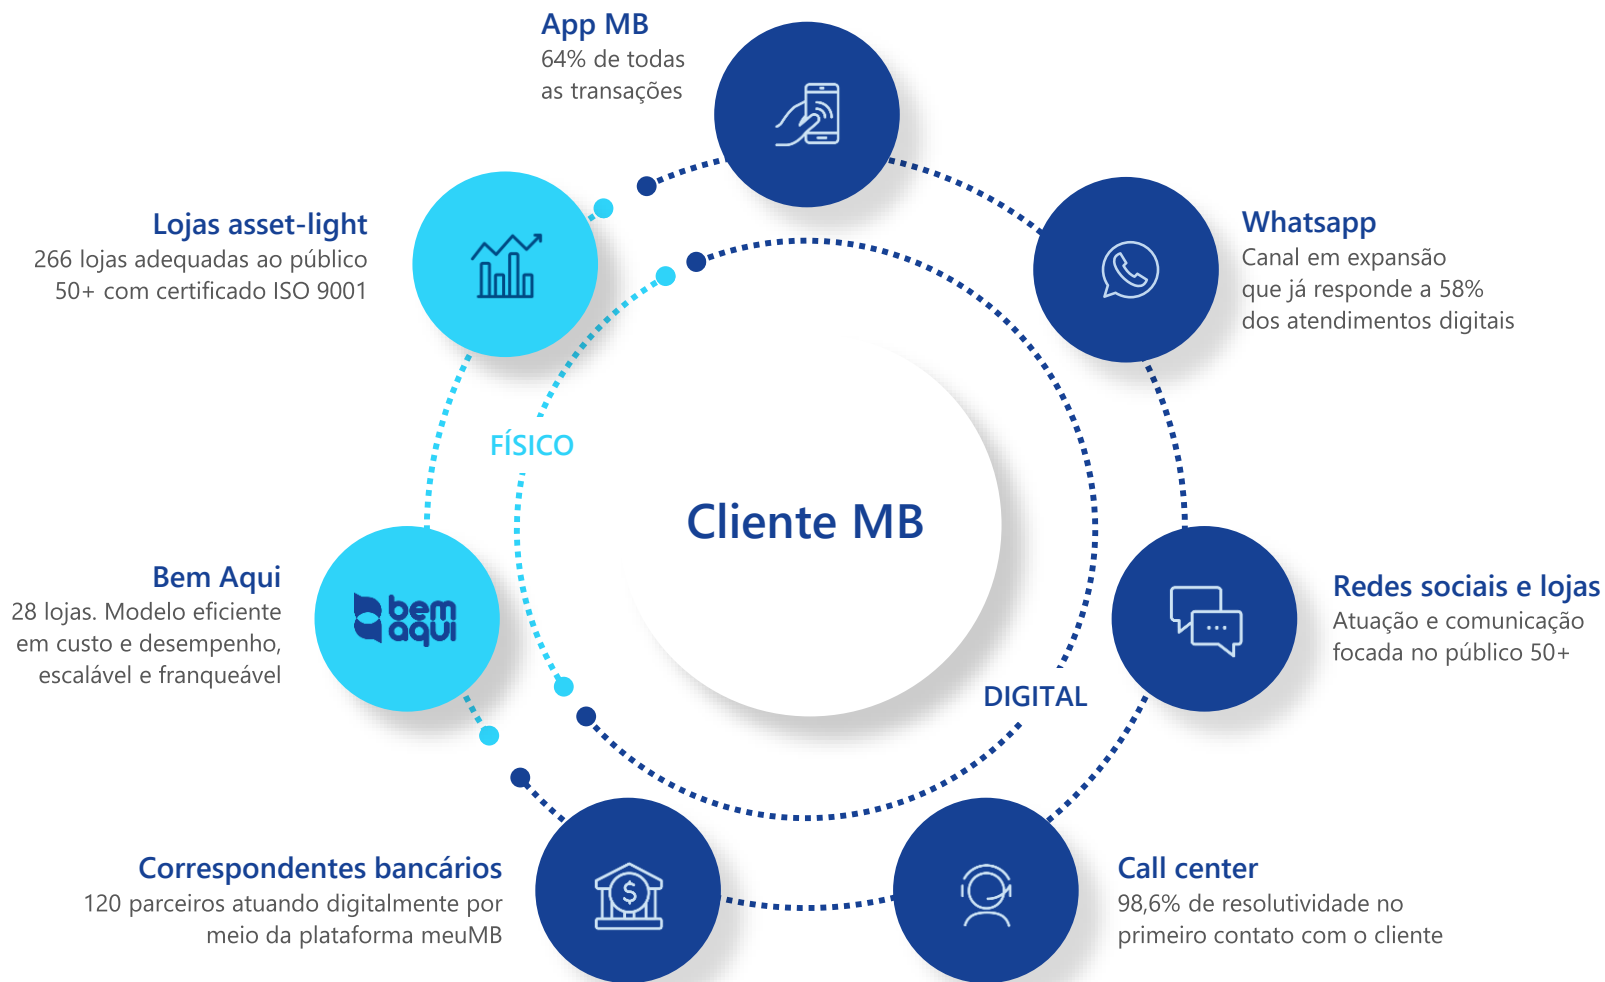 App MB
64% de todas
as transações
Lojas asset-light
266 lojas adequadas ao público
50+ com certificado ISO 9001
Whatsapp
Canal em expansão
que já responde a 58%
dos atendimentos digitais
FÍSICO
Cliente MB
Bem Aqui
28 lojas. Modelo eficiente
em custo e desempenho,
escalável e franqueável
bem
aqui
Redes sociais e lojas
Atuação e comunicação
focada no público 50+
DIGITAL
Correspondentes bancários
120 parceiros atuando digitalmente por
meio da plataforma meuMB
$
Call center
98,6% de resolutividade no
primeiro contato com o cliente